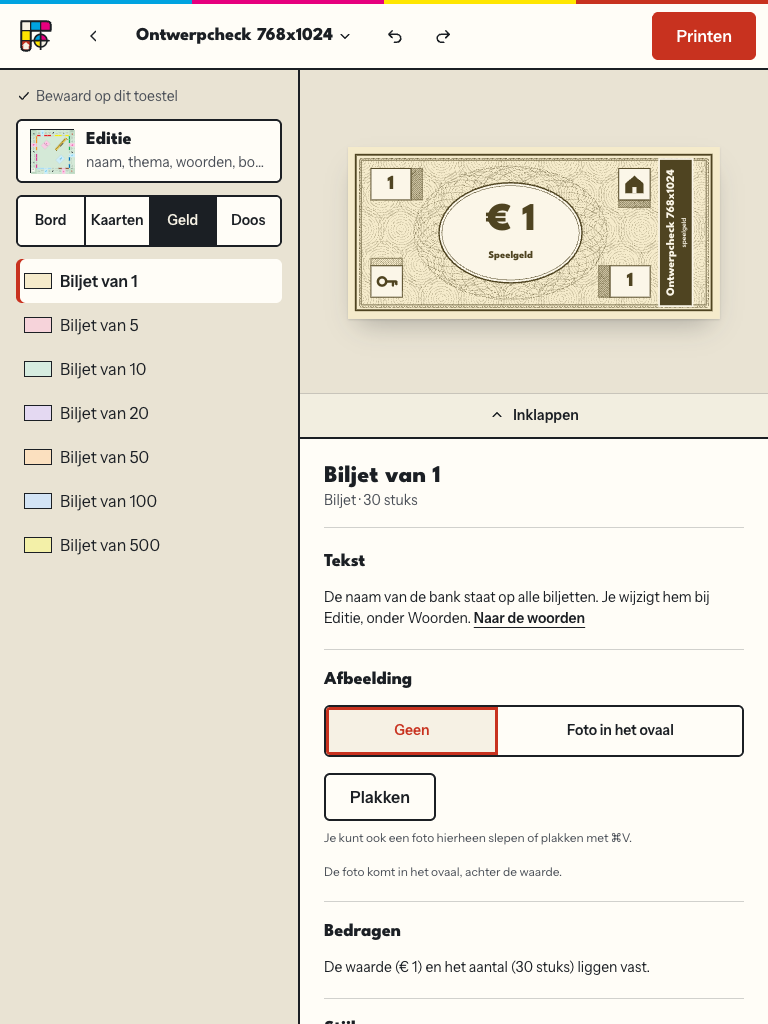 Ontwerpcheck 768x1024
Printen
Bewaard op dit toestel
Editie
naam, thema, woorden, bo...
Bord
Kaarten
Geld
Doos
Biljet van 1
Biljet van 5
Biljet van 10
Biljet van 20
Biljet van 50
Biljet van 100
Biljet van 500
1
€ 1
Speelgeld
1
Ontwerpcheck 768x1024
speelgeld
Inklappen
Biljet van 1
Biljet · 30 stuks
Tekst
De naam van de bank staat op alle biljetten. Je wijzigt hem bij
Editie, onder Woorden. Naar de woorden
Afbeelding
Geen
Foto in het ovaal
Plakken
Je kunt ook een foto hierheen slepen of plakken met ⌘V.
De foto komt in het ovaal, achter de waarde.
Bedragen
De waarde (€ 1) en het aantal (30 stuks) liggen vast.